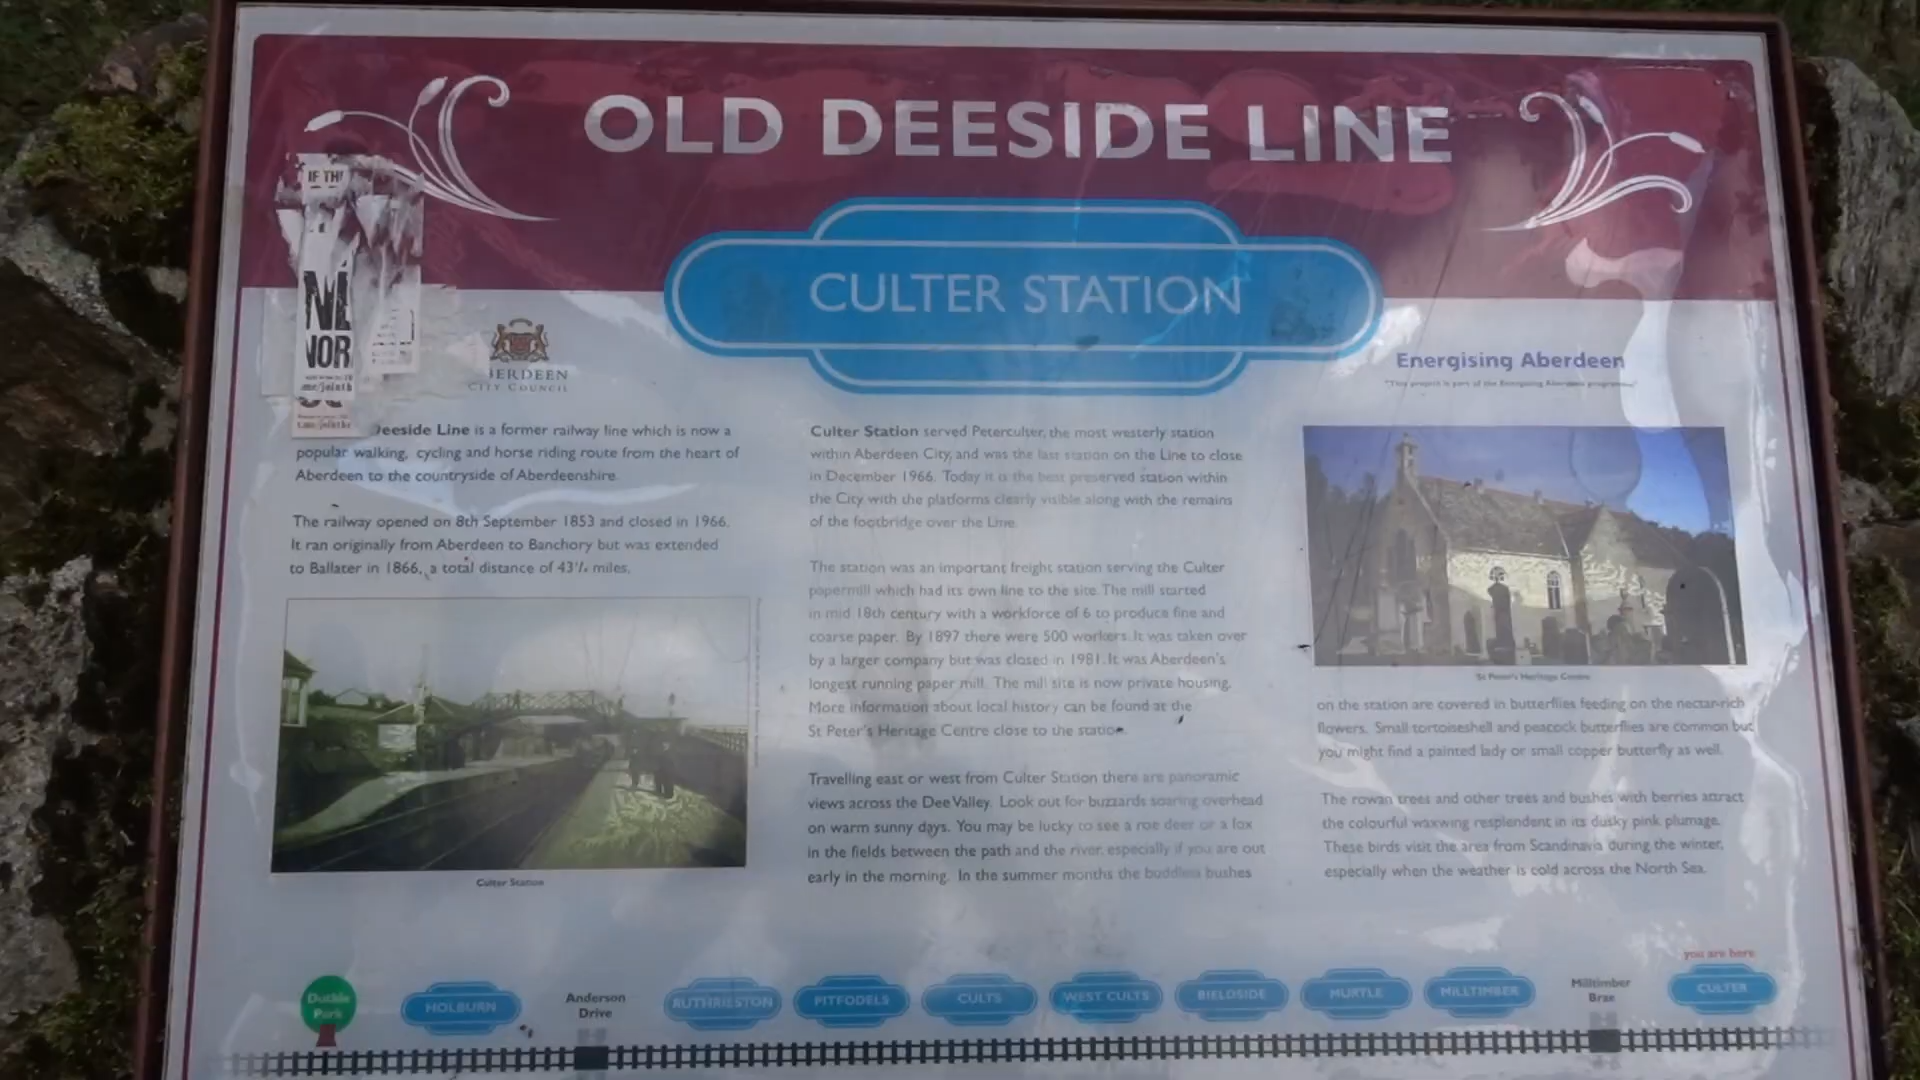 OLD DEESIDE LINE
CULTER STATION
IF TH
NE
NOR
me/jointh
ERDEEN
CITY COUNCIL
Energising Aberdeen
"This project is part of the Energising Aberdeen programme"
eeside Line is a former railway line which is now a
popular walking, cycling and horse riding route from the heart of
Aberdeen to the countryside of Aberdeenshire.
The railway opened on 8th September 1853 and closed in 1966.
It ran originally from Aberdeen to Banchory but was extended
to Ballater in 1866, a total distance of 43¼ miles.
Culter Station
Culter Station served Peterculter, the most westerly station
within Aberdeen City, and was the last station on the Line to close
in December 1966. Today it is the best preserved station within
the City with the platforms clearly visible along with the remains
of the footbridge over the Line.
The station was an important freight station serving the Culter
papermill which had its own line to the site. The mill started
in mid 18th century with a workforce of 6 to produce fine and
coarse paper. By 1897 there were 500 workers. It was taken over
by a larger company but was closed in 1981. It was Aberdeen's
longest running paper mill. The mill site is now private housing.
More information about local history can be found at the
St Peter's Heritage Centre close to the station.
Travelling east or west from Culter Station there are panoramic
views across the Dee Valley. Look out for buzzards soaring overhead
on warm sunny days. You may be lucky to see a roe deer or a fox
in the fields between the path and the river, especially if you are out
early in the morning. In the summer months the buddleia bushes
St Peter's Heritage Centre
on the station are covered in butterflies feeding on the nectar-rich
flowers. Small tortoiseshell and peacock butterflies are common but
you might find a painted lady or small copper butterfly as well.
The rowan trees and other trees and bushes with berries attract
the colourful waxwing resplendent in its dusky pink plumage.
These birds visit the area from Scandinavia during the winter,
especially when the weather is cold across the North Sea.
you are here
Duthie
Park
HOLBURN
Anderson
Drive
RUTHRIESTON
PITFODELS
CULTS
WEST CULTS
BIELDSIDE
MURTLE
MILLTIMBER
Milltimber
Brae
CULTER